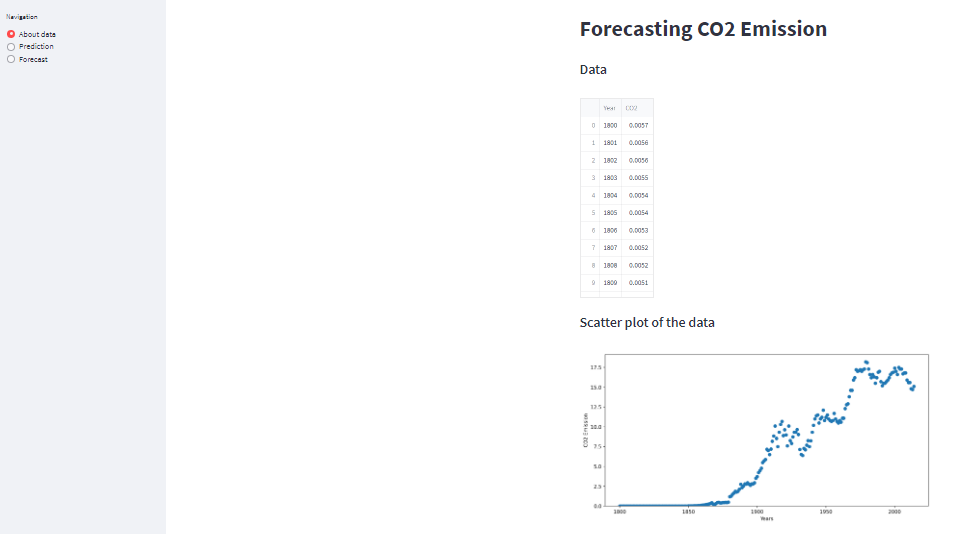 Navigation
About data
Prediction
Forecast
Forecasting CO2 Emission
Data
Year CO2
0 1800 0.0057
1 1801 0.0056
2 1802 0.0056
3 1803 0.0055
4 1804 0.0054
5 1805 0.0054
6 1806 0.0053
7 1807 0.0052
8 1808 0.0052
9 1809 0.0051
Scatter plot of the data
17.5
15.0
12.5
10.0
7.5
5.0
2.5
0.0
CO2 Emission
1800 1850 1900 1950 2000
Years